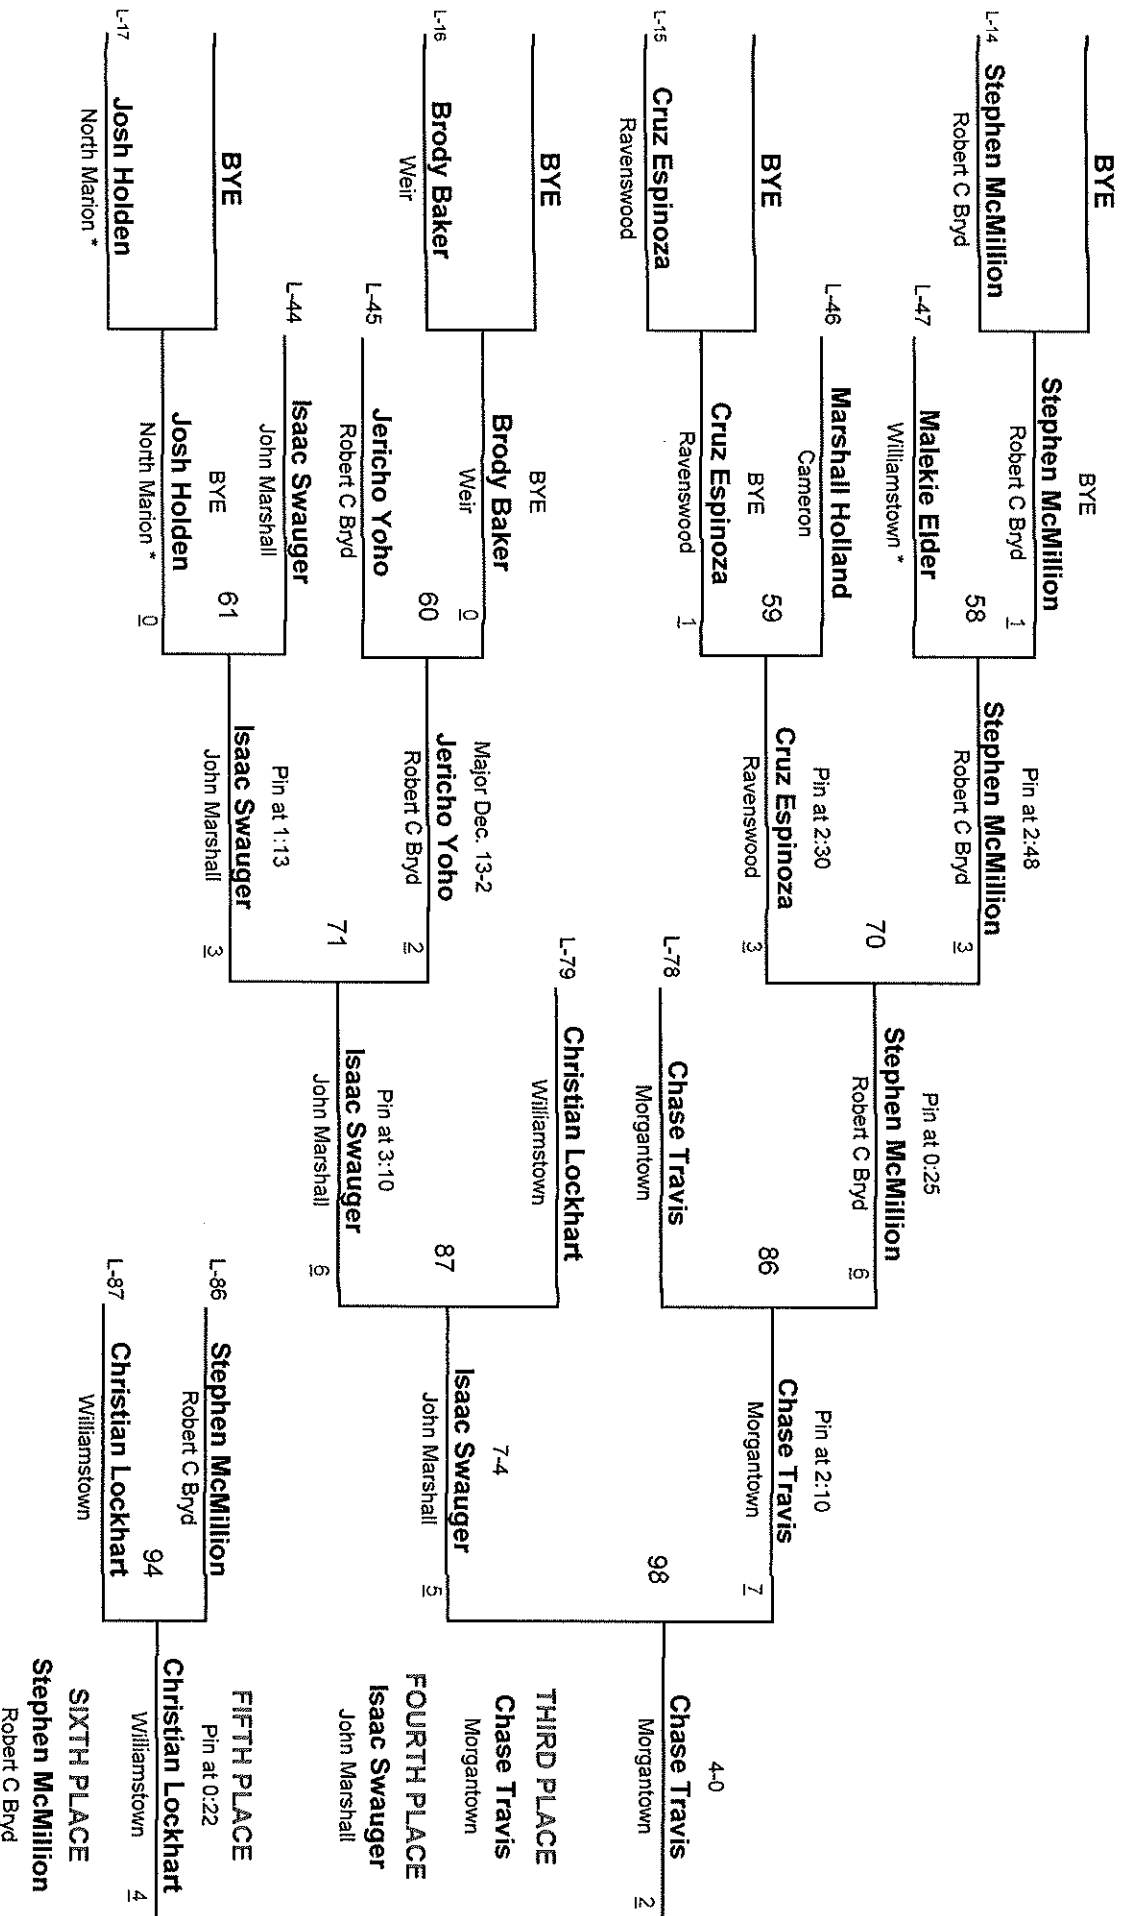 BYE
L-14 Stephen McMillion
Robert C Bryd
BYE
L-15 Cruz Espinoza
Ravenswood
BYE
L-16 Brody Baker
Weir
BYE
L-17 Josh Holden
North Marion *
BYE
Stephen McMillion
Robert C Bryd 1
58
L-47 Malekie Elder
Williamstown *
L-46 Marshall Holland
Cameron
59
BYE
Cruz Espinoza
Ravenswood 1
BYE
Brody Baker
Weir 0
60
L-45 Jericho Yoho
Robert C Bryd
L-44 Isaac Swauger
John Marshall
61
BYE
Josh Holden
North Marion * 0
Pin at 2:48
Stephen McMillion
Robert C Bryd 3
70
Pin at 2:30
Cruz Espinoza
Ravenswood 3
Major Dec. 13-2
Jericho Yoho
Robert C Bryd 2
71
Pin at 1:13
Isaac Swauger
John Marshall 3
Pin at 0:25
Stephen McMillion
Robert C Bryd 6
86
L-78 Chase Travis
Morgantown
L-79 Christian Lockhart
Williamstown
87
Pin at 3:10
Isaac Swauger
John Marshall 6
Pin at 2:10
Chase Travis
Morgantown 7
98
7-4
Isaac Swauger
John Marshall 5
L-86 Stephen McMillion
Robert C Bryd
94
L-87 Christian Lockhart
Williamstown
4-0
Chase Travis
Morgantown 2
THIRD PLACE
Chase Travis
Morgantown
FOURTH PLACE
Isaac Swauger
John Marshall
FIFTH PLACE
Pin at 0:22
Christian Lockhart
Williamstown 4
SIXTH PLACE
Stephen McMillion
Robert C Bryd